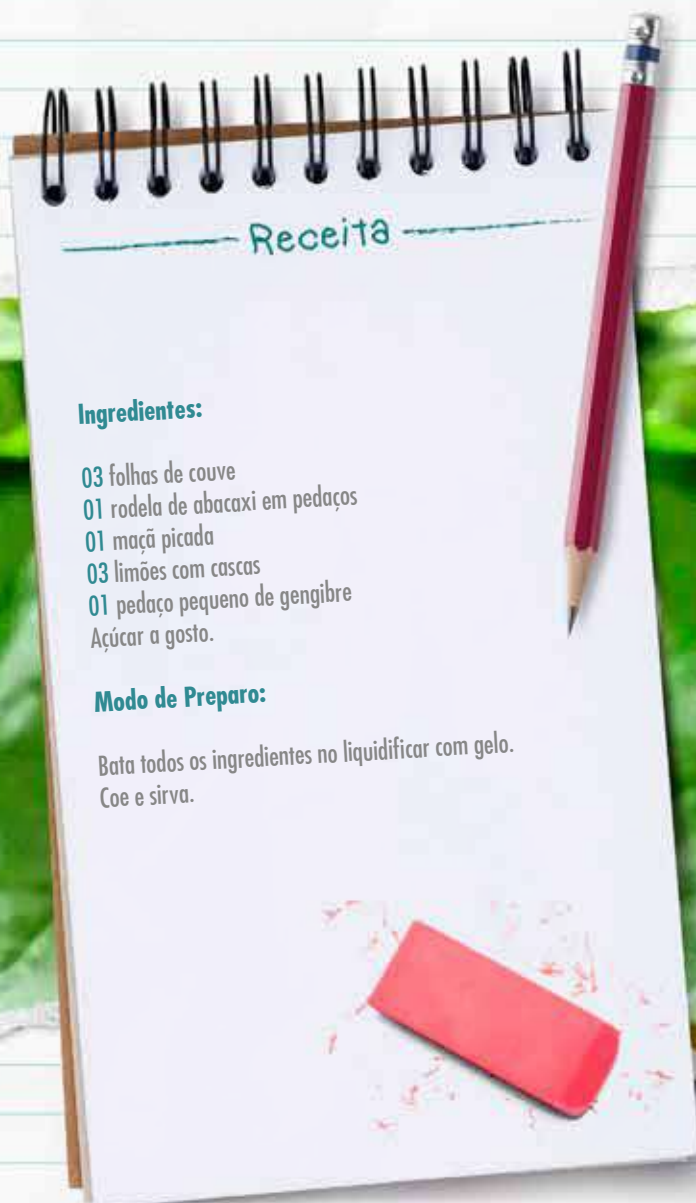 Receita
Ingredientes:
03 folhas de couve
01 rodela de abacaxi em pedaços
01 maçã picada
03 limões com cascas
01 pedaço pequeno de gengibre
Açúcar a gosto.
Modo de Preparo:
Bata todos os ingredientes no liquidificar com gelo.
Coe e sirva.